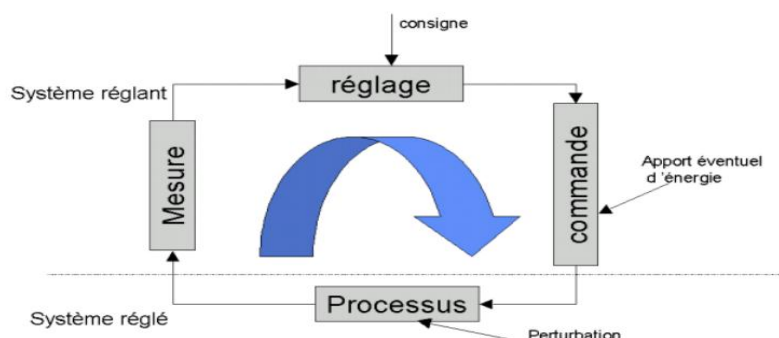 consigne
réglage
Système réglant
Mesure
commande
Apport éventuel
d 'énergie
Processus
Système réglé
Perturbation